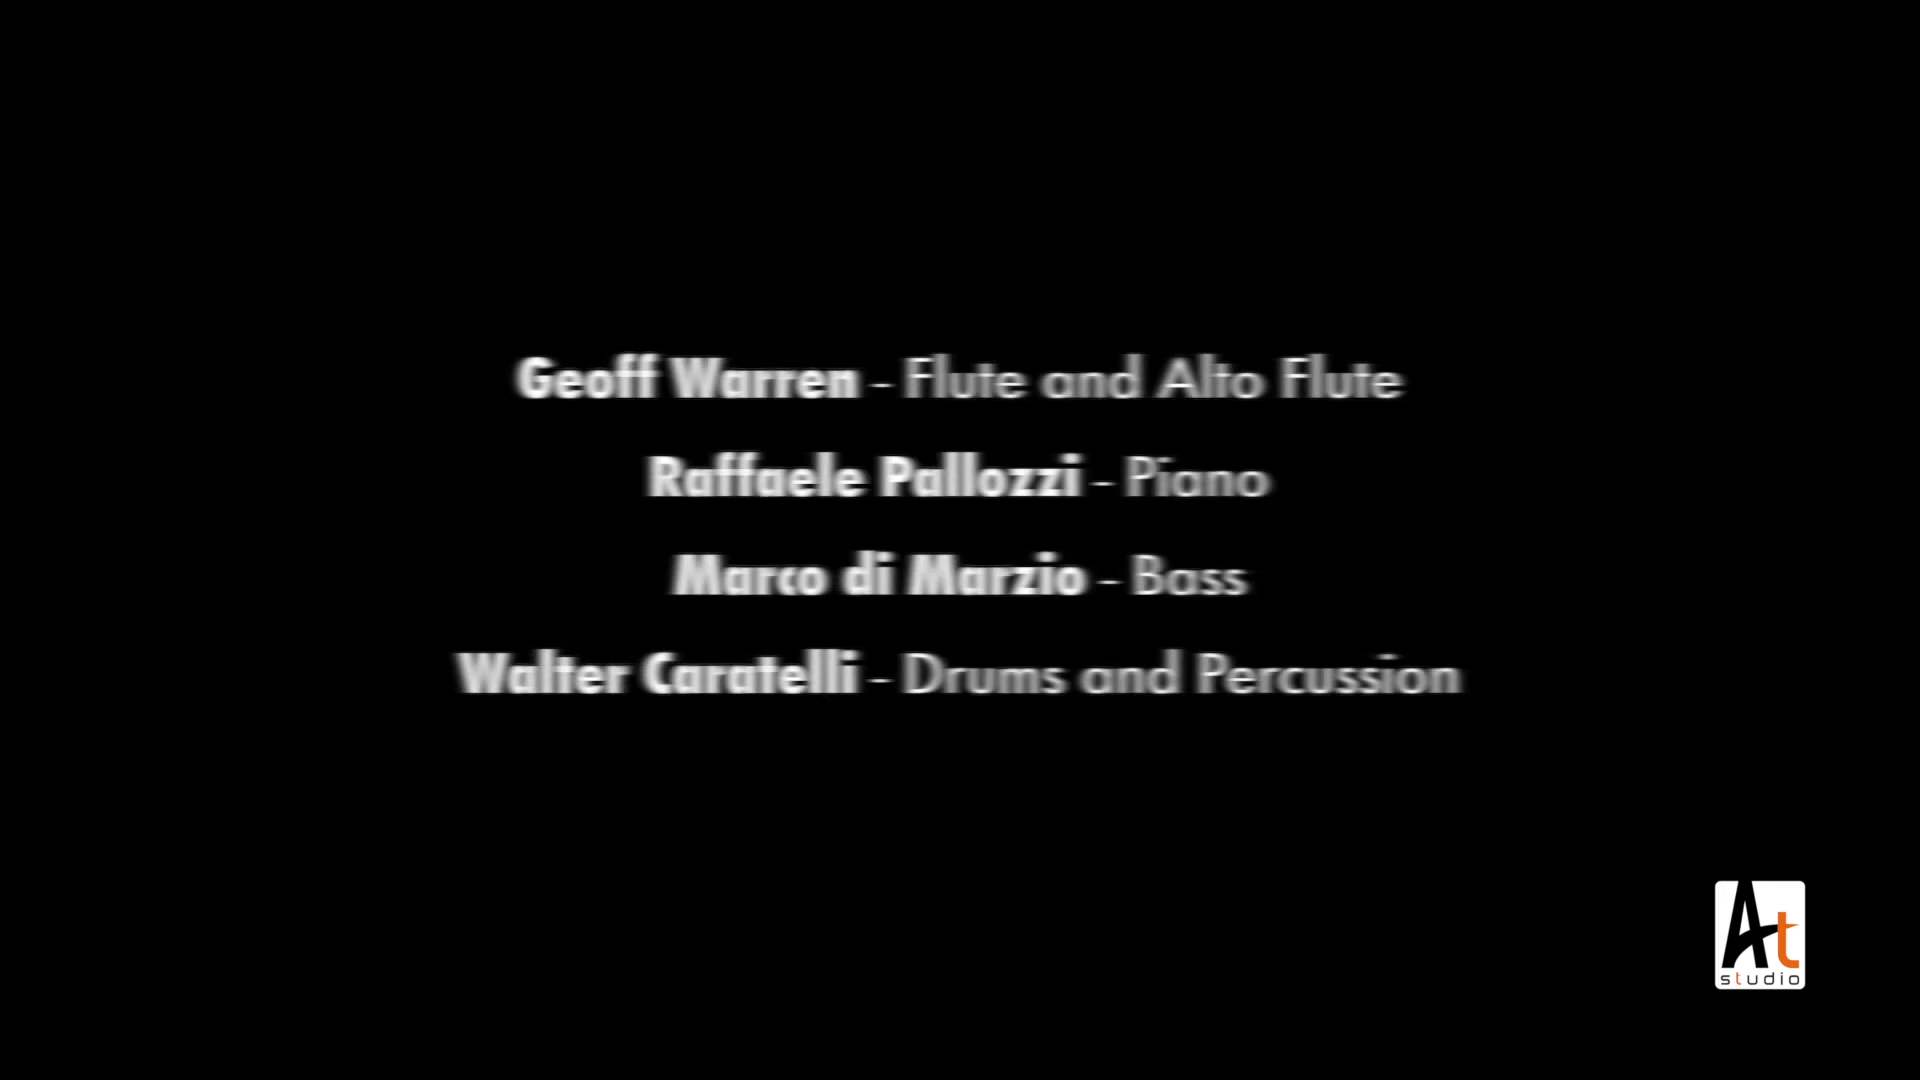 Geoff Warren - Flute and Alto Flute
Raffaele Pallozzi - Piano
Marco di Marzio - Bass
Walter Caratelli - Drums and Percussion
At
studio